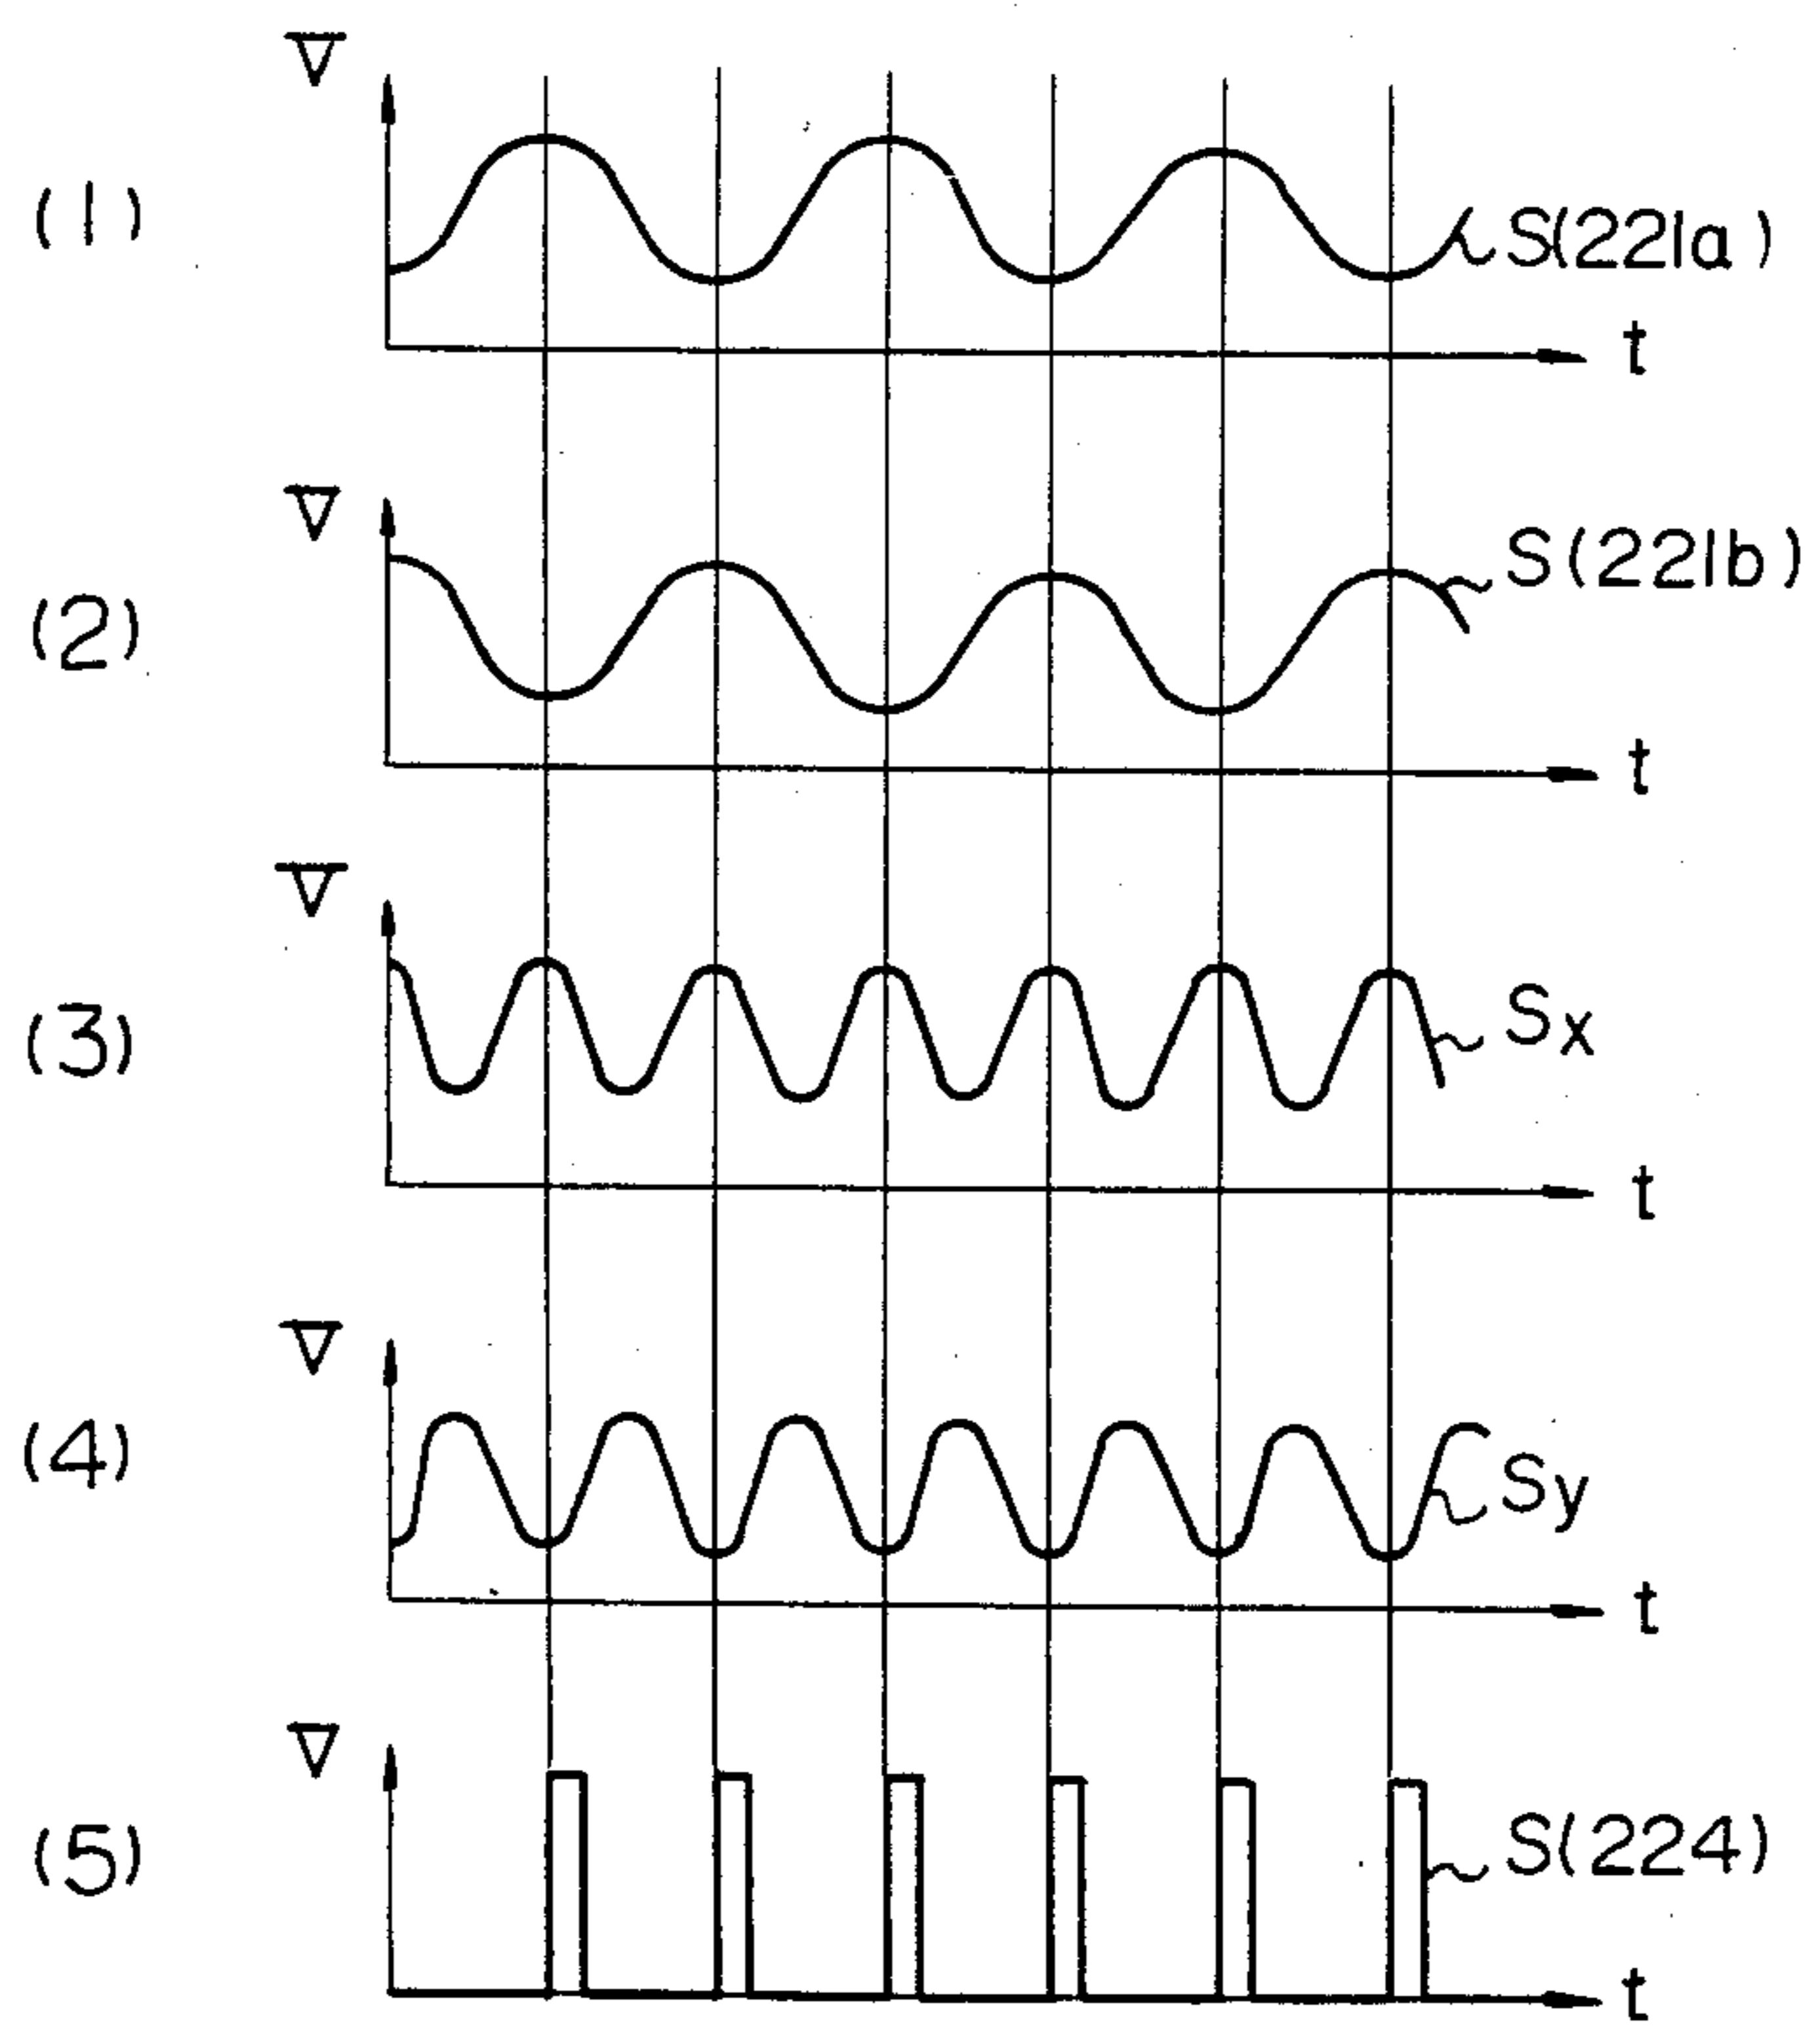 V
(1)
S(221a)
t
V
(2)
S(221b)
t
V
(3)
Sx
t
V
(4)
Sy
t
V
(5)
S(224)
t